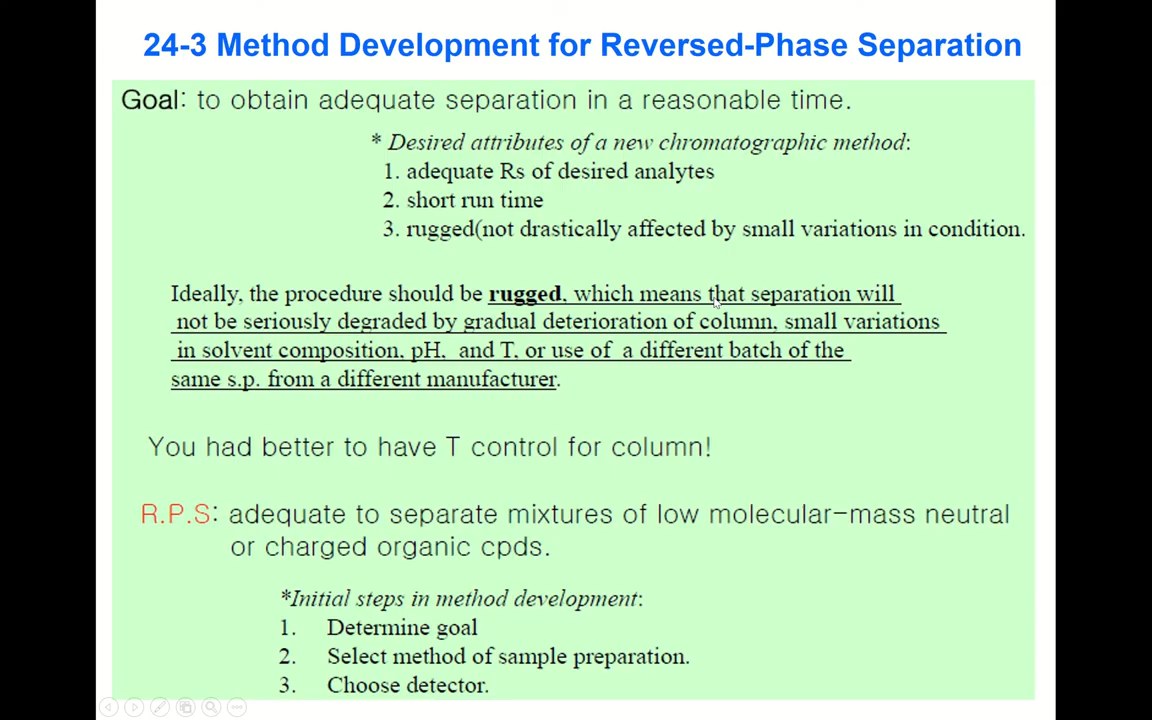 24-3 Method Development for Reversed-Phase Separation
Goal: to obtain adequate separation in a reasonable time.
* Desired attributes of a new chromatographic method:
1. adequate Rs of desired analytes
2. short run time
3. rugged(not drastically affected by small variations in condition.
Ideally, the procedure should be rugged, which means that separation will
not be seriously degraded by gradual deterioration of column, small variations
in solvent composition, pH, and T, or use of a different batch of the
same s.p. from a different manufacturer.
You had better to have T control for column!
R.P.S: adequate to separate mixtures of low molecular-mass neutral
or charged organic cpds.
*Initial steps in method development:
1. Determine goal
2. Select method of sample preparation.
3. Choose detector.